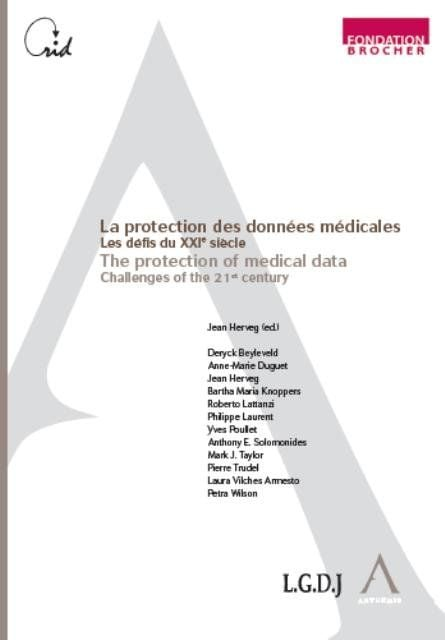 Crid
FONDATION
BROCHER
La protection des données médicales
Les défis du XXIe siècle
The protection of medical data
Challenges of the 21st century
Jean Herveg (ed.)
Deryck Beyleveld
Anne-Marie Duguet
Jean Herveg
Bartha Maria Knoppers
Roberto Lattanzi
Philippe Laurent
Yves Poullet
Anthony E. Solomonides
Mark J. Taylor
Pierre Trudel
Laura Vilches Armesto
Petra Wilson
L.G.D.J
ANTHEMIS